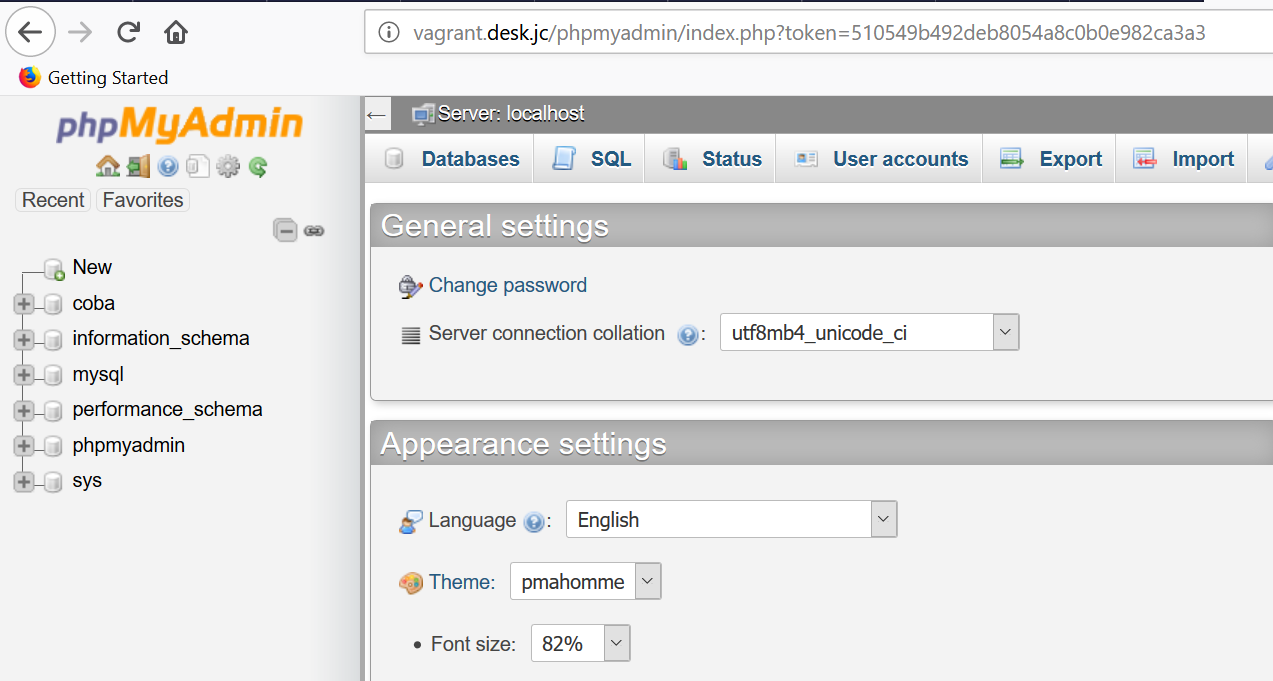 vagrant.desk.jc/phpmyadmin/index.php?token=510549b492deb8054a8c0b0e982ca3a3
Getting Started
phpMyAdmin
Recent Favorites
New
coba
information_schema
mysql
performance_schema
phpmyadmin
sys
Server: localhost
Databases SQL Status User accounts Export Import
General settings
Change password
Server connection collation : utf8mb4_unicode_ci
Appearance settings
Language : English
Theme: pmahomme
• Font size: 82%